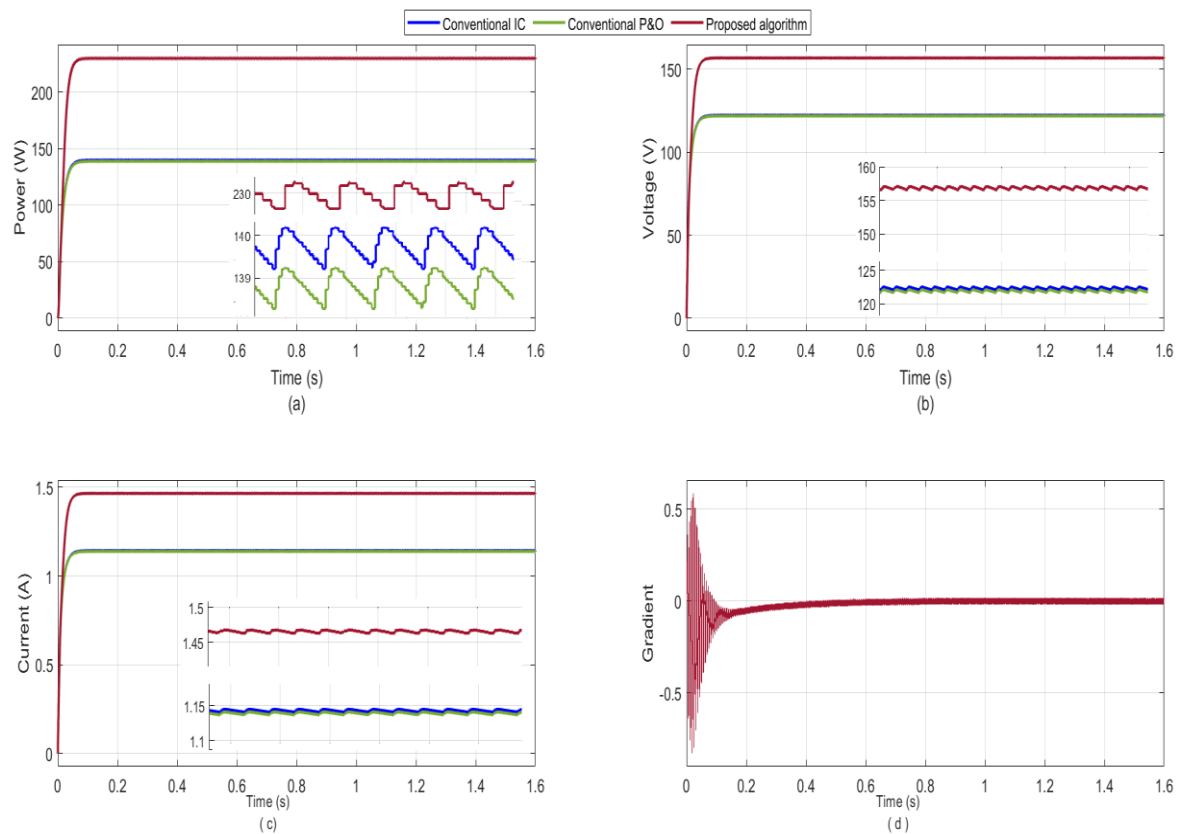 Conventional IC Conventional P&O Proposed algorithm
200
150
100
50
0
Power (W)
230
140
139
0 0.2 0.4 0.6 0.8 1 1.2 1.4 1.6
Time (s)
(a)
150
100
50
0
Voltage (V)
160
155
150
125
120
0 0.2 0.4 0.6 0.8 1 1.2 1.4 1.6
Time (s)
(b)
1.5
1
0.5
0
Current (A)
1.5
1.45
1.15
1.1
0 0.2 0.4 0.6 0.8 1 1.2 1.4 1.6
Time (s)
( c)
0.5
0
-0.5
Gradient
0 0.2 0.4 0.6 0.8 1 1.2 1.4 1.6
Time (s)
( d )